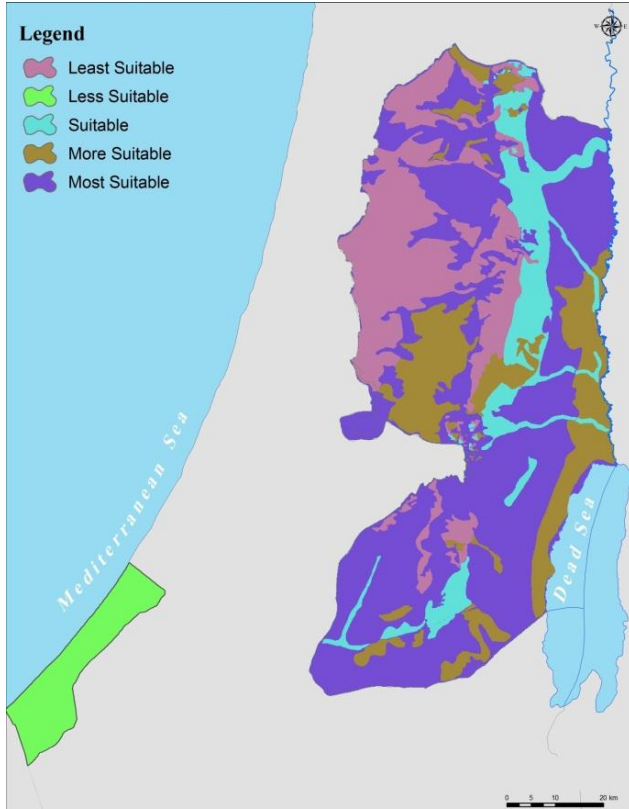 Legend
Least Suitable
Less Suitable
Suitable
More Suitable
Most Suitable
W
E
Mediterranean Sea
Dead Sea
0 5 10 20 km